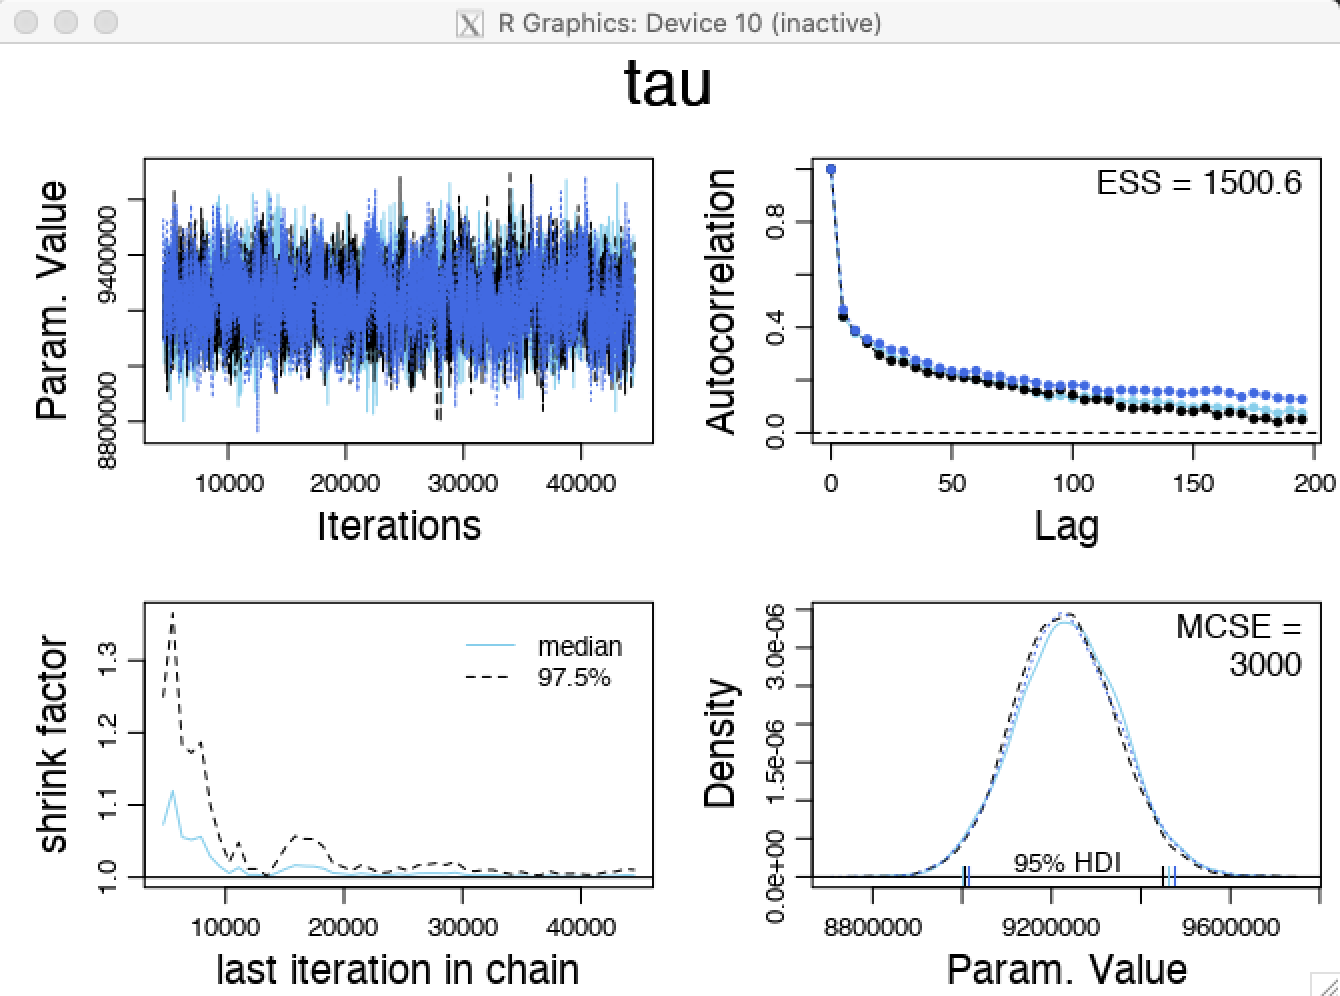 R Graphics: Device 10 (inactive)
tau
Param. Value
8800000
9400000
10000 20000 30000 40000
Iterations
Autocorrelation
0.0 0.4 0.8
ESS = 1500.6
0 50 100 150 200
Lag
shrink factor
1.0 1.1 1.2 1.3
median
97.5%
10000 20000 30000 40000
last iteration in chain
Density
0.0e+00 1.5e-06 3.0e-06
MCSE =
3000
95% HDI
8800000 9200000 9600000
Param. Value